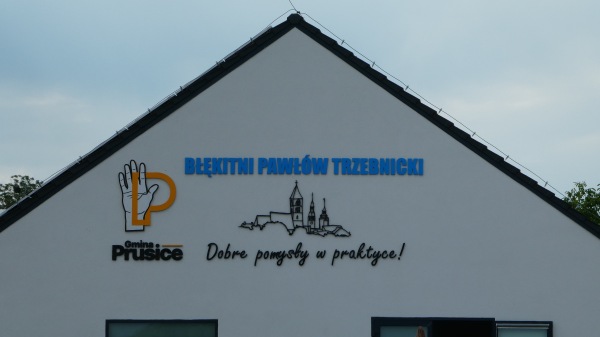 BŁĘKITNI PAWŁÓW TRZEBNICKI
P
Gmina
Prusice
Dobre pomysły w praktyce!